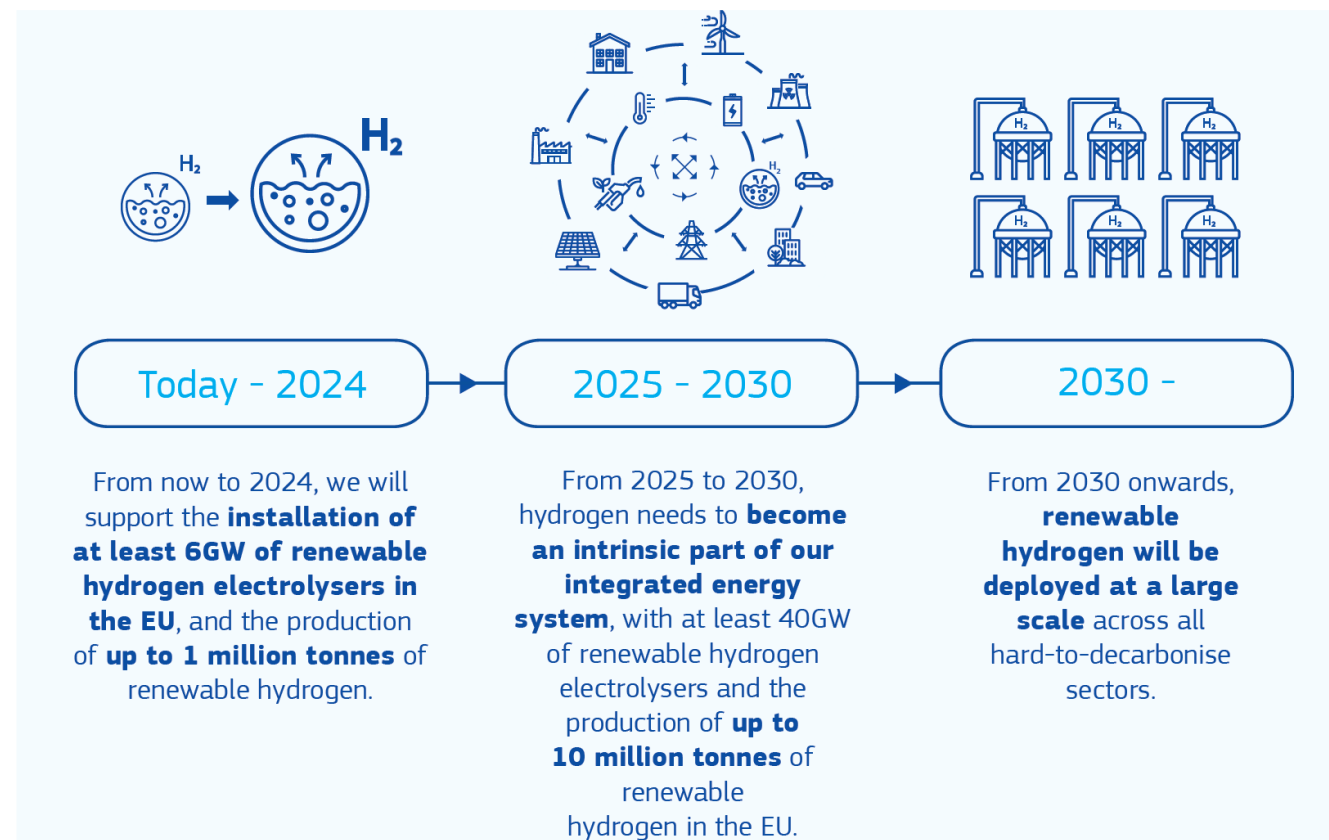 H₂
H₂
H₂
H₂
H₂
H₂
H₂
H₂
H₂
Today - 2024
2025 - 2030
2030 -
From now to 2024, we will
support the installation of
at least 6GW of renewable
hydrogen electrolysers in
the EU, and the production
of up to 1 million tonnes of
renewable hydrogen.
From 2025 to 2030,
hydrogen needs to become
an intrinsic part of our
integrated energy
system, with at least 40GW
of renewable hydrogen
electrolysers and the
production of up to
10 million tonnes of
renewable
hydrogen in the EU.
From 2030 onwards,
renewable
hydrogen will be
deployed at a large
scale across all
hard-to-decarbonise
sectors.